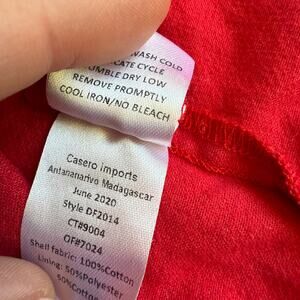 WASH COLD
CATE CYCLE
UMBLE DRY LOW
REMOVE PROMPTLY
COOL IRON/NO BLEACH
Casero imports
Antananarivo Madagascar
June 2020
Style DF2014
CT#9004
OF#7024
Shell fabric: 100%Cotton
Lining: 50%Polyester
50%Cotton